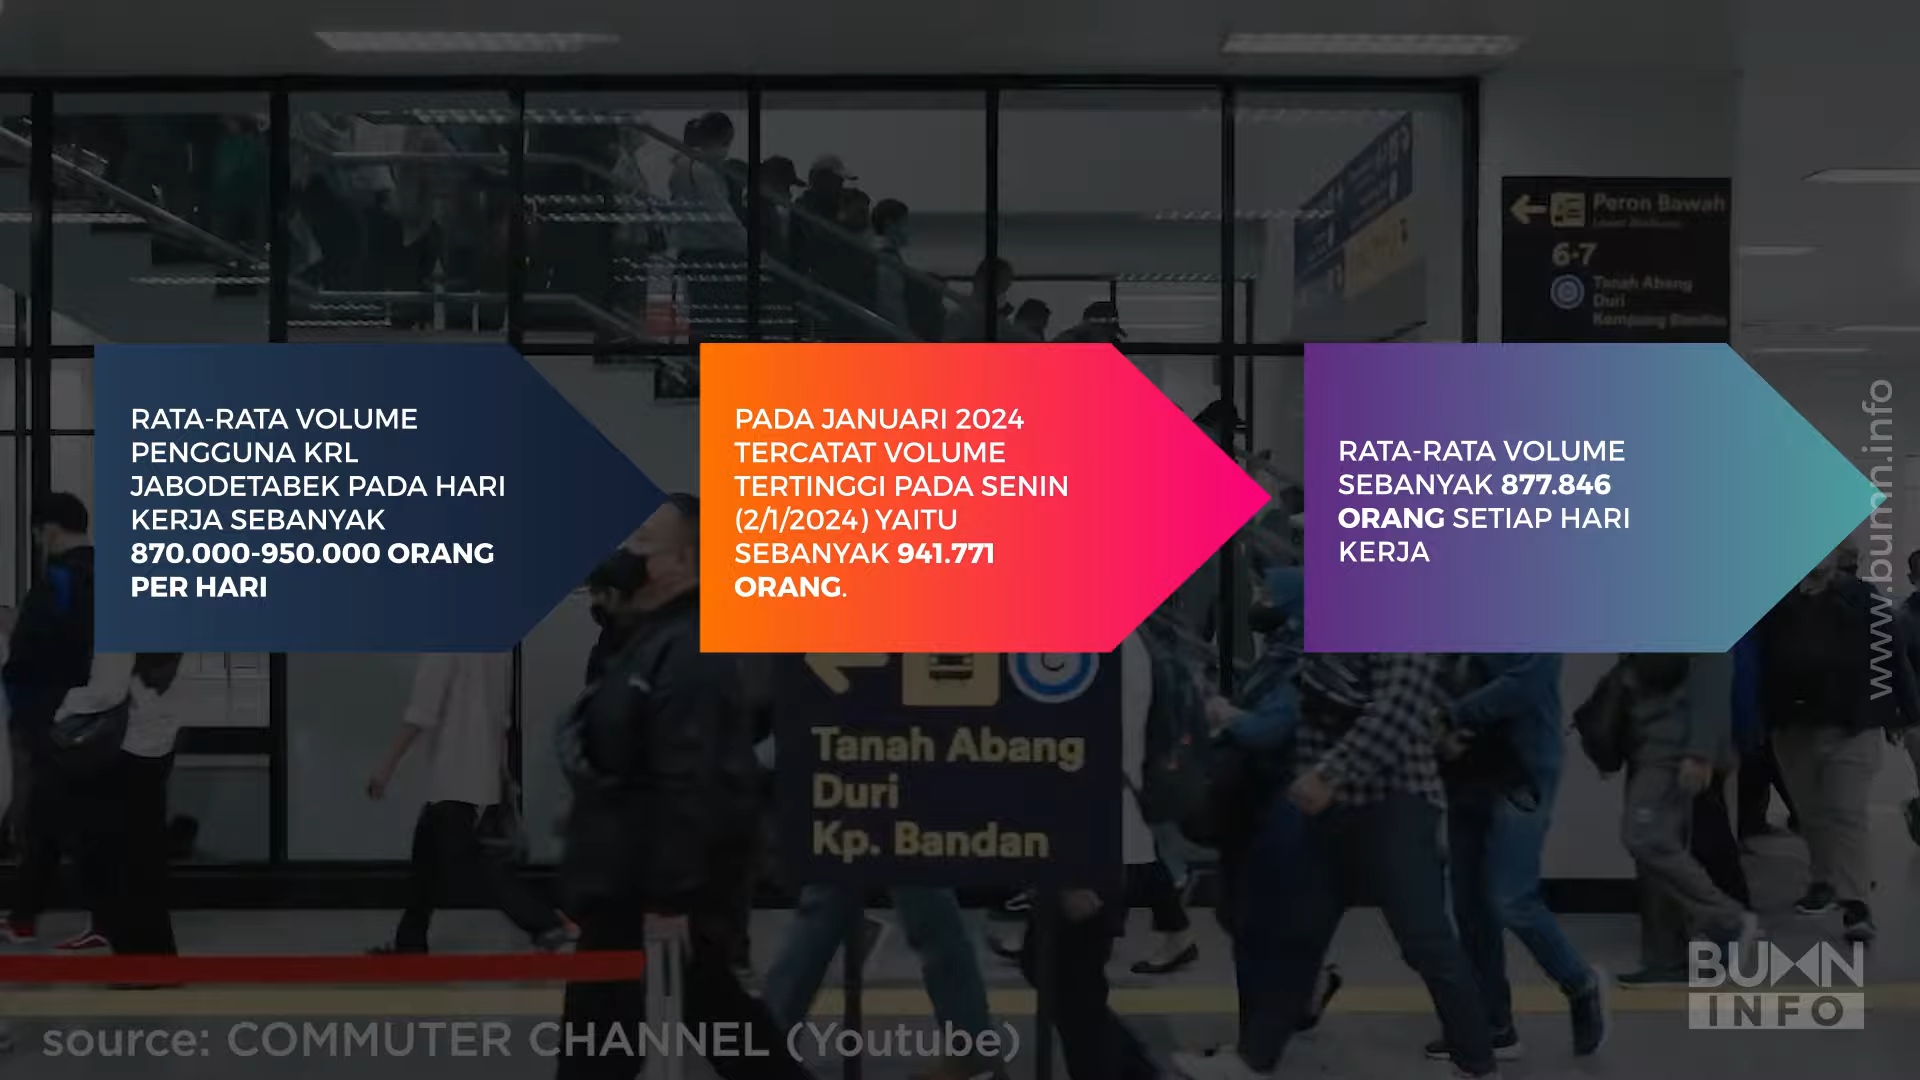 Peron Bawah
6-7
Tanah Abang
Duri
Kampung Bandan
RATA-RATA VOLUME
PENGGUNA KRL
JABODETABEK PADA HARI
KERJA SEBANYAK
870.000-950.000 ORANG
PER HARI
PADA JANUARI 2024
TERCATAT VOLUME
TERTINGGI PADA SENIN
(2/1/2024) YAITU
SEBANYAK 941.771
ORANG.
RATA-RATA VOLUME
SEBANYAK 877.846
ORANG SETIAP HARI
KERJA
www.bumn.info
C
Tanah Abang
Duri
Kp. Bandan
BUMN
INFO
source: COMMUTER CHANNEL (Youtube)